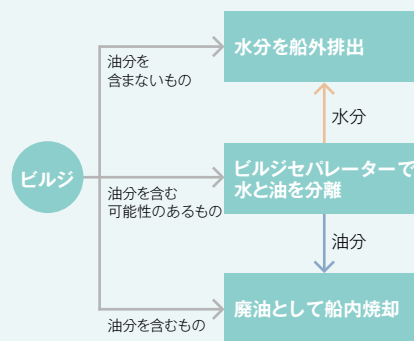 水分を船外排出
油分を
含まないもの
水分
ビルジ
ビルジセパレーターで
水と油を分離
油分を含む
可能性のあるもの
油分
廃油として船内焼却
油分を含むもの